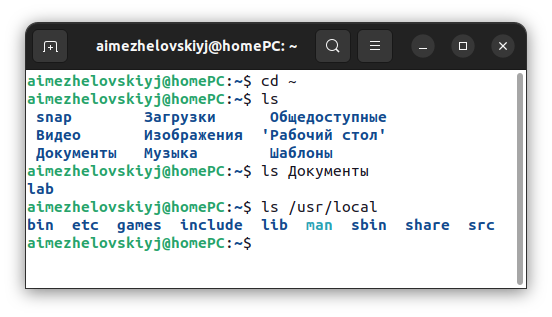 aimezhelovskiyj@homePC: ~
aimezhelovskiyj@homePC:~$ cd ~
aimezhelovskiyj@homePC:~$ ls
snap Загрузки Общедоступные
Видео Изображения 'Рабочий стол'
Документы Музыка Шаблоны
aimezhelovskiyj@homePC:~$ ls Документы
lab
aimezhelovskiyj@homePC:~$ ls /usr/local
bin etc games include lib man sbin share src
aimezhelovskiyj@homePC:~$